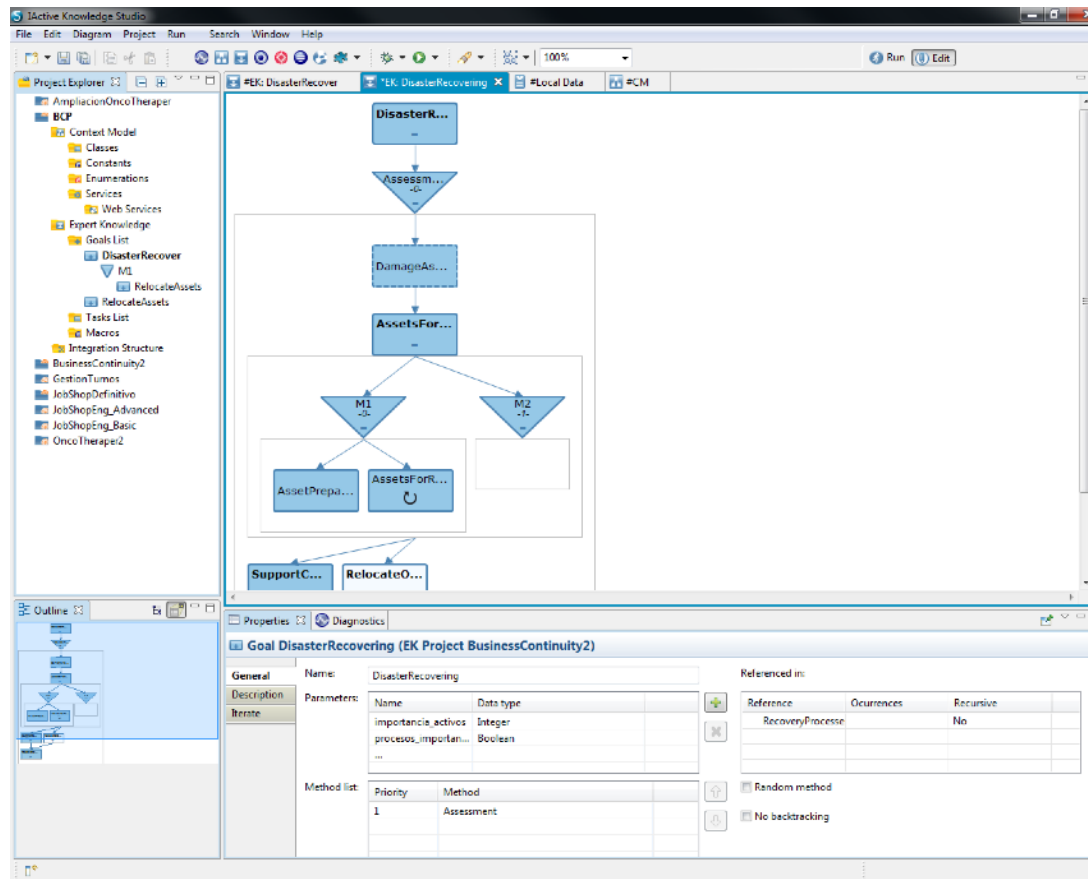 IActive Knowledge Studio
File Edit Diagram Project Run Search Window Help
100%
Run
Edit
Project Explorer
#EK: DisasterRecover
*EK: DisasterRecovering
#Local Data
#CM
AmpliacionOncoTheraper
BCP
Context Model
Classes
Constants
Enumerations
Services
Web Services
Expert Knowledge
Goals List
DisasterRecover
M1
RelocateAssets
RelocateAssets
Tasks List
Macros
Integration Structure
BusinessContinuity2
GestionTurnos
JobShopDefinitivo
JobShopEng_Advanced
JobShopEng_Basic
OncoTheraper2
DisasterR...
Assessm...
-0-
DamageAs...
AssetsFor...
M1
-0-
M2
-1-
AssetPrepa...
AssetsForR...
SupportC...
RelocateO...
Outline
Properties
Diagnostics
Goal DisasterRecovering (EK Project BusinessContinuity2)
General
Description
Iterate
Name: DisasterRecovering
Parameters:
Name Data type
importancia_activos Integer
procesos_importan... Boolean
...
Method list:
Priority Method
1 Assessment
Referenced in:
Reference Ocurrences Recursive
RecoveryProcesse No
Random method
No backtracking